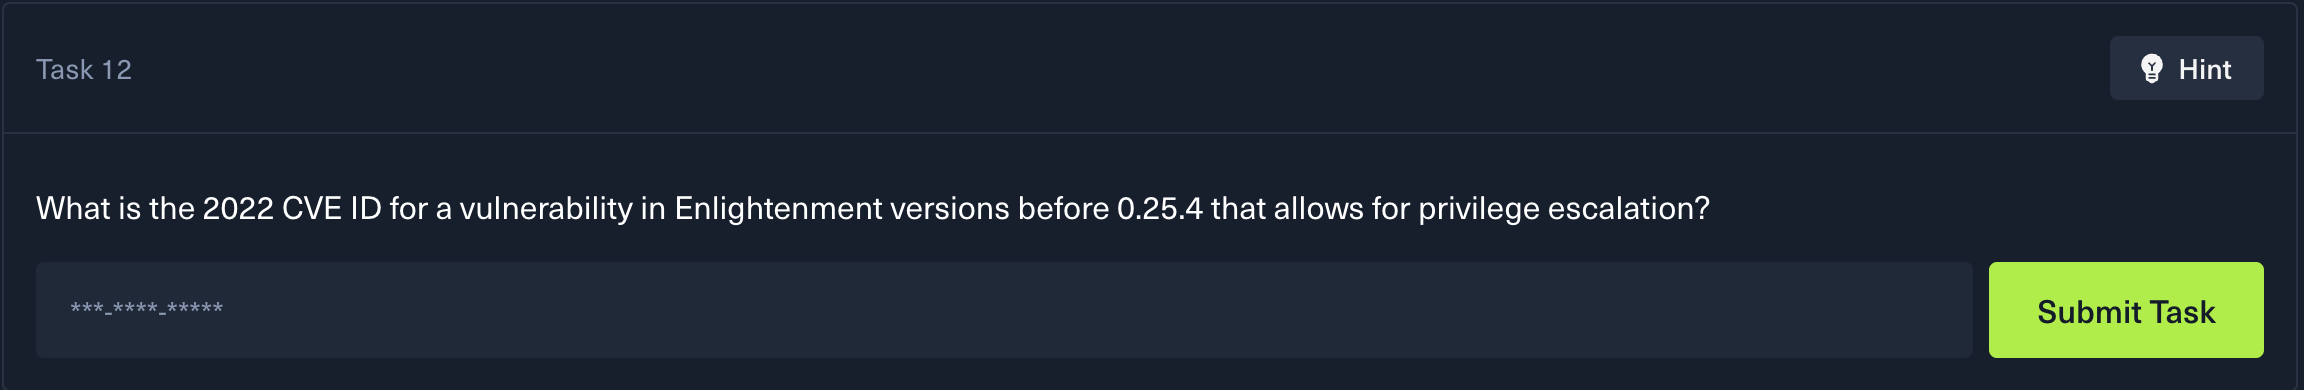 Task 12
Hint
What is the 2022 CVE ID for a vulnerability in Enlightenment versions before 0.25.4 that allows for privilege escalation?
***-****-*****
Submit Task